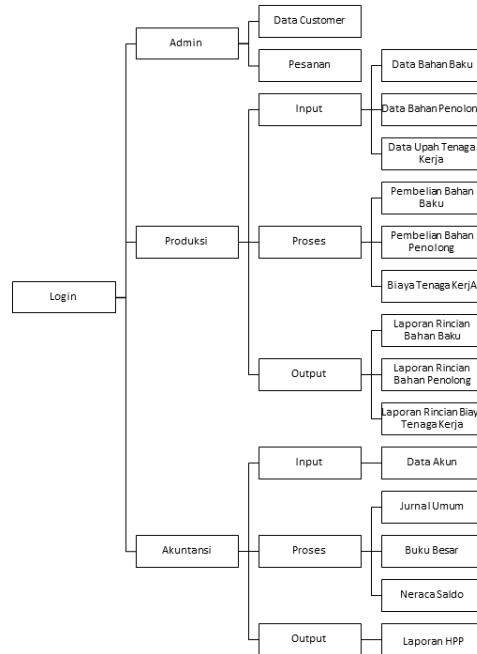 Login
Admin
Data Customer
Pesanan
Produksi
Input
Data Bahan Baku
Data Bahan Penolon
Data Upah Tenaga
Kerja
Proses
Pembelian Bahan
Baku
Pembelian Bahan
Penolong
Biaya Tenaga KerjA
Output
Laporan Rincian
Bahan Baku
Laporan Rincian
Bahan Penolong
Laporan Rincian Biay
Tenaga Kerja
Akuntansi
Input
Data Akun
Proses
Jurnal Umum
Buku Besar
Neraca Saldo
Output
Laporan HPP